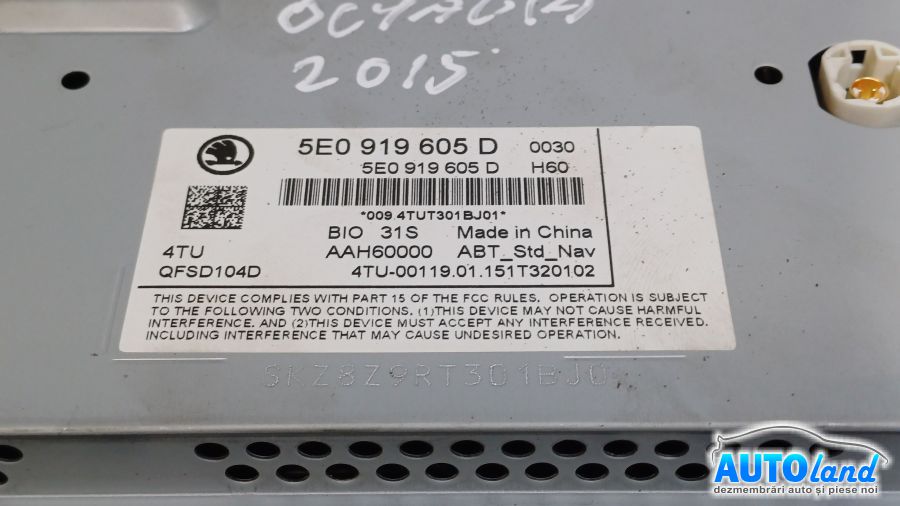 OCTAVIA
2015
5E0 919 605 D 0030
5E0 919 605 D H60
*009.4TUT301BJ01*
BIO 31S Made in China
4TU AAH60000 ABT_Std_Nav
QFSD104D 4TU-00119.01.151T320102
THIS DEVICE COMPLIES WITH PART 15 OF THE FCC RULES. OPERATION IS SUBJECT
TO THE FOLLOWING TWO CONDITIONS. (1)THIS DEVICE MAY NOT CAUSE HARMFUL
INTERFERENCE. AND (2)THIS DEVICE MUST ACCEPT ANY INTERFERENCE RECEIVED.
INCLUDING INTERFERENCE THAT MAY CAUSE UNDESIRED OPERATION.
SKZ8Z9RT301BJ0
AUTOland
dezmembrări auto și piese noi